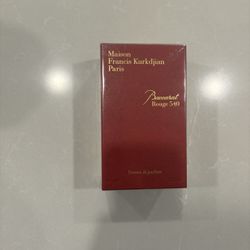 Maison
Francis Kurkdjian
Paris
Baccarat
Rouge 540
Extrait de parfum